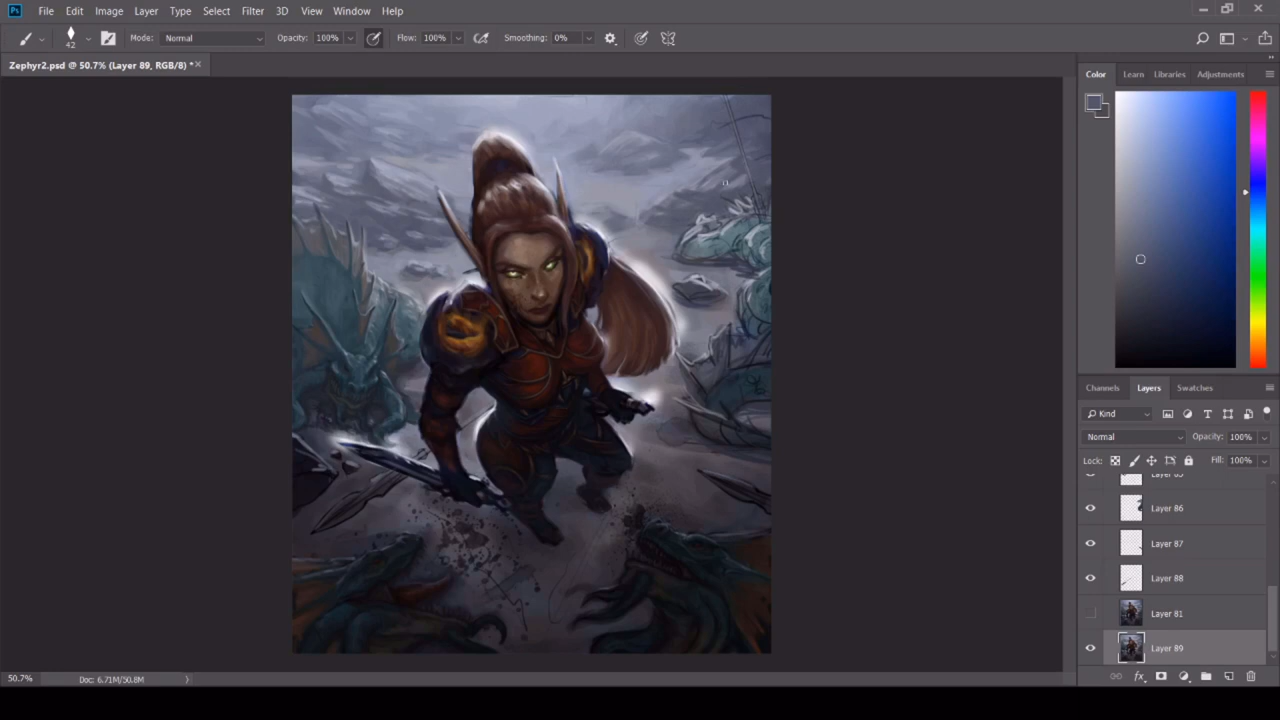 Ps File Edit Image Layer Type Select Filter 3D View Window Help
42 Mode: Normal Opacity: 100% Flow: 100% Smoothing: 0%
Zephyr2.psd @ 50.7% (Layer 89, RGB/8) *
Color Learn Libraries Adjustments
Channels Layers Swatches
Kind
Normal Opacity: 100%
Lock: Fill: 100%
Layer 86
Layer 87
Layer 88
Layer 81
Layer 89
fx
50.7% Doc: 6.71M/50.8M